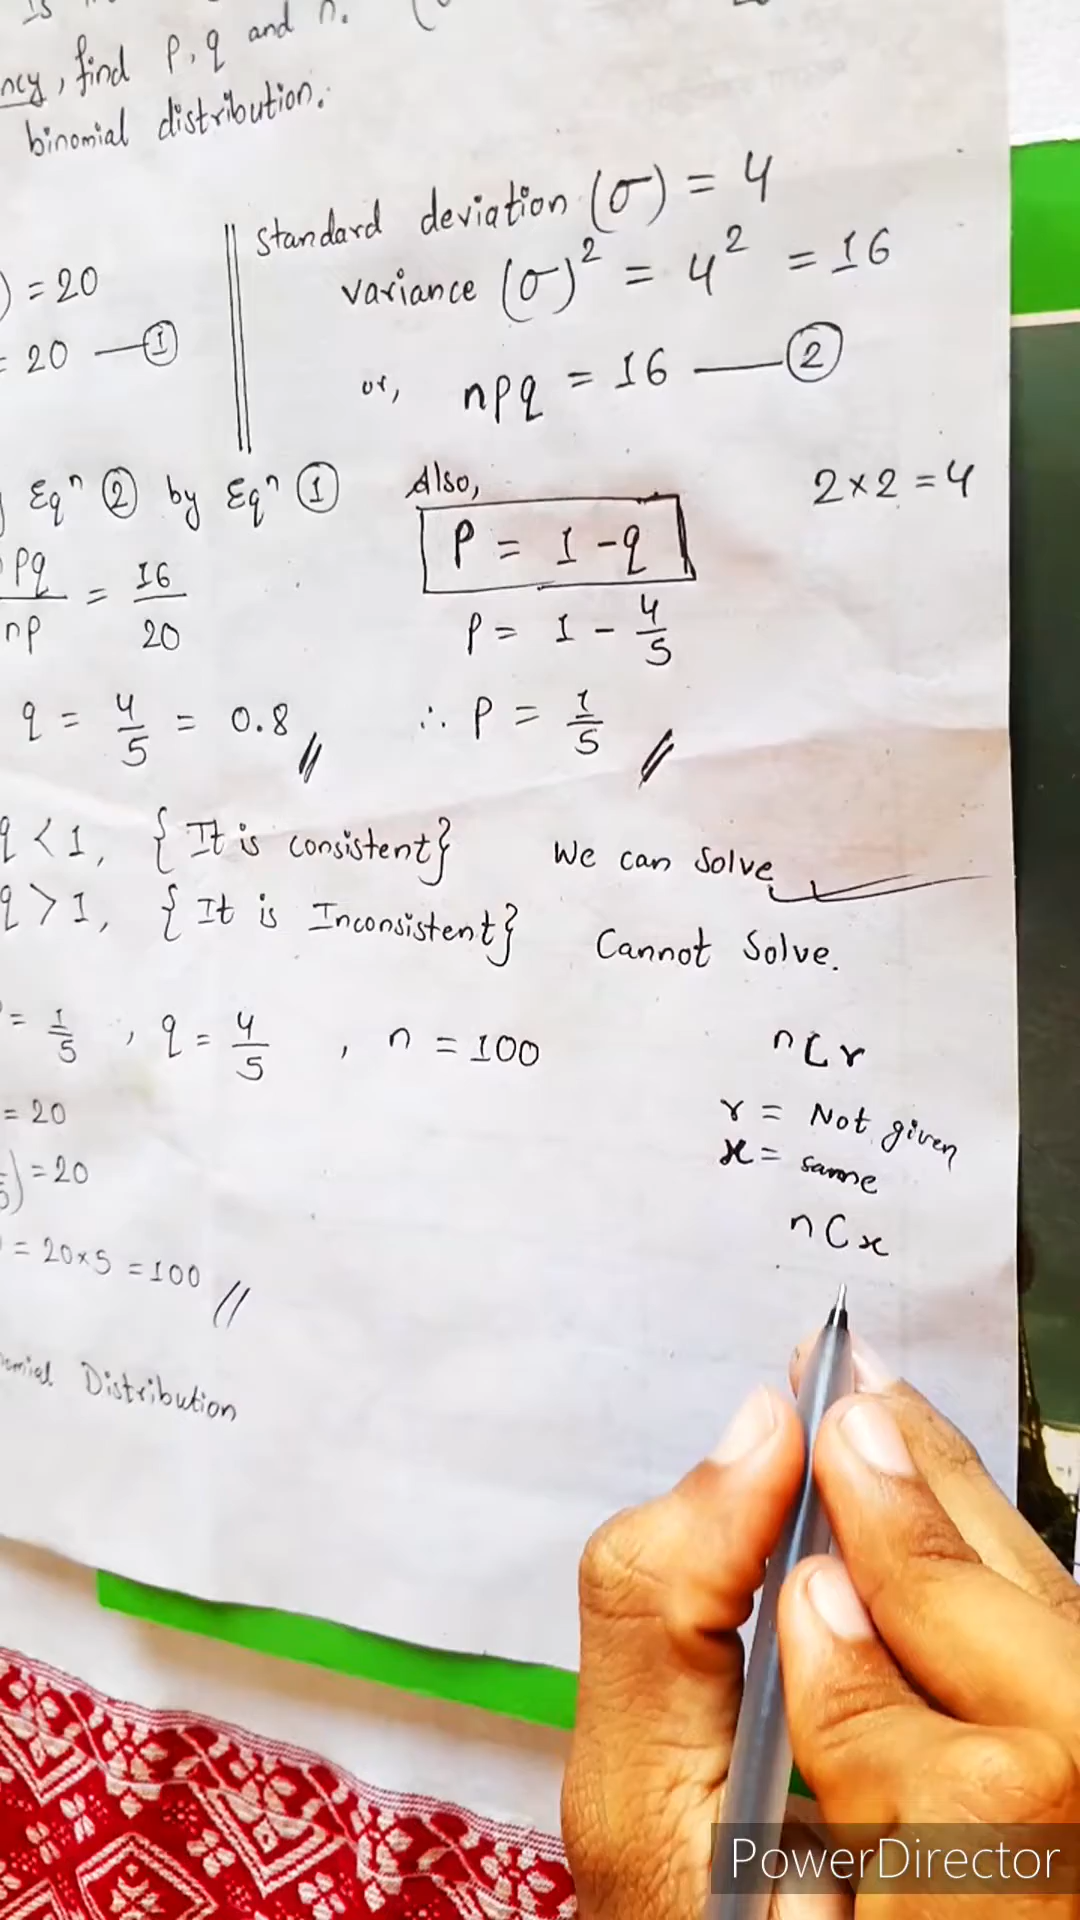 find P, q and n.
binomial distribution.
standard deviation (σ) = 4
variance (σ)² = 4² = 16
) = 20
= 20 — ①
or, npq = 16 — ②
Eqⁿ ② by Eqⁿ ①
Also,
2×2 = 4
P = 1 - q
pq/np = 16/20
P = 1 - 4/5
q = 4/5 = 0.8 //
∴ P = 1/5 //
q < 1, { It is consistent} We can Solve
q > 1, { It is Inconsistent} Cannot Solve.
= 1/5 , q = 4/5 , n = 100
nCr
= 20
r = Not given
x = same
) = 20
nCx
= 20×5 = 100 //
Distribution
PowerDirector